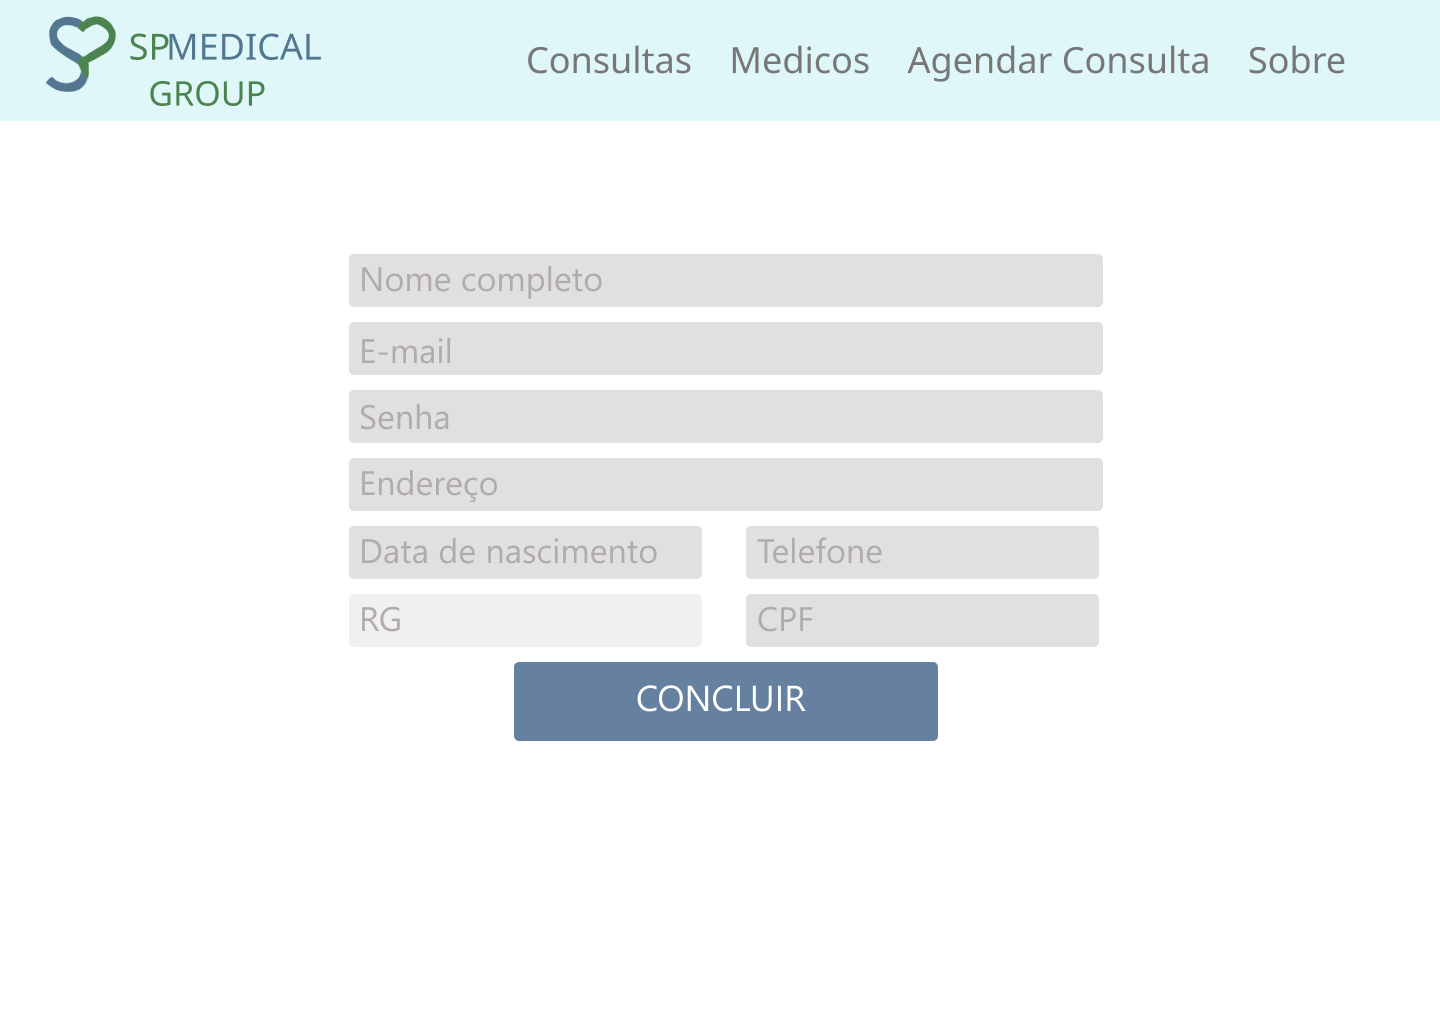 SPMEDICAL
GROUP
Consultas Medicos Agendar Consulta Sobre
Nome completo
E-mail
Senha
Endereço
Data de nascimento Telefone
RG CPF
CONCLUIR